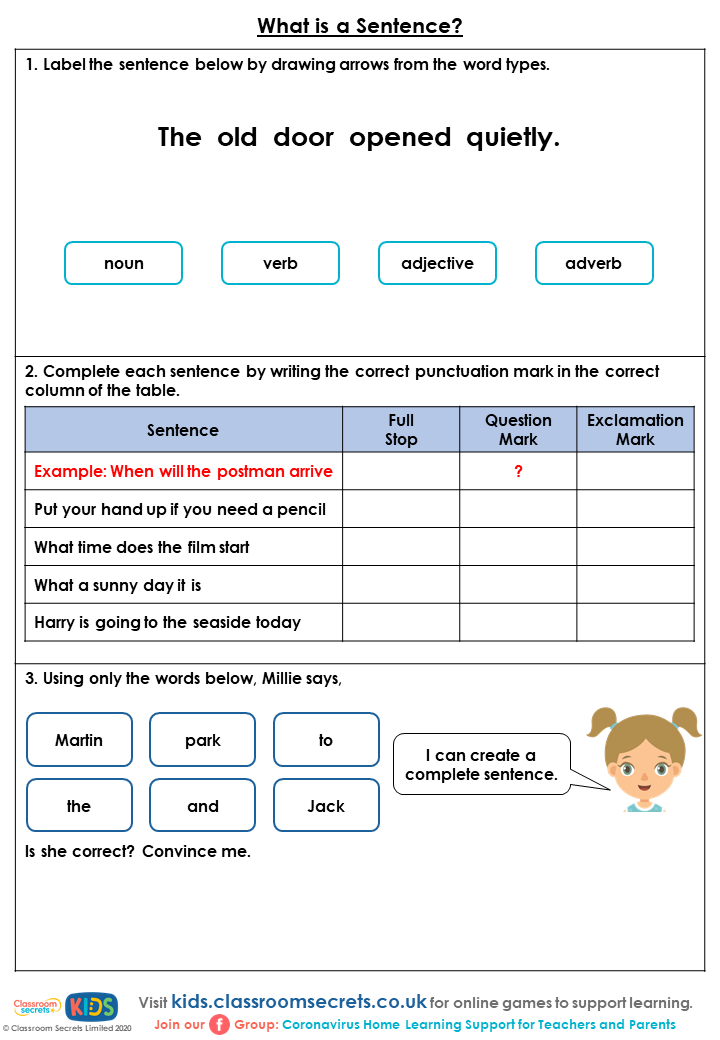 What is a Sentence?
1. Label the sentence below by drawing arrows from the word types.
The old door opened quietly.
noun verb adjective adverb
2. Complete each sentence by writing the correct punctuation mark in the correct
column of the table.
Sentence Full Stop Question Mark Exclamation Mark
Example: When will the postman arrive ?
Put your hand up if you need a pencil
What time does the film start
What a sunny day it is
Harry is going to the seaside today
3. Using only the words below, Millie says,
Martin park to
the and Jack
I can create a
complete sentence.
Is she correct? Convince me.
Classroom
secrets
KIDS
© Classroom Secrets Limited 2020
Visit kids.classroomsecrets.co.uk for online games to support learning.
Join our f Group: Coronavirus Home Learning Support for Teachers and Parents